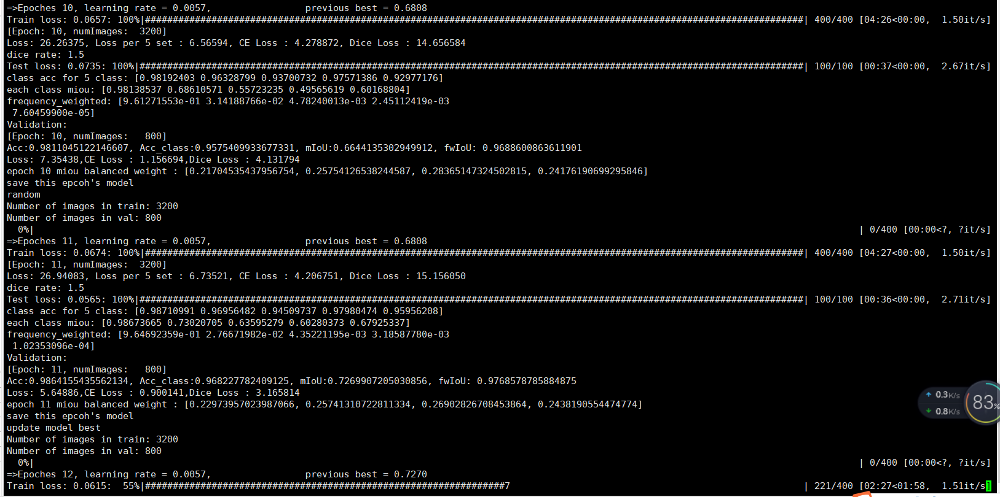 =>Epoches 10, learning rate = 0.0057,                 previous best = 0.6808
Train loss: 0.0657: 100%|#######################################################################################################################| 400/400 [04:26<00:00,  1.50it/s]
[Epoch: 10, numImages:  3200]
Loss: 26.26375, Loss per 5 set : 6.56594, CE Loss : 4.278872, Dice Loss : 14.656584
dice rate: 1.5
Test loss: 0.0735: 100%|########################################################################################################################| 100/100 [00:37<00:00,  2.67it/s]
class acc for 5 class: [0.98192403 0.96328799 0.93700732 0.97571386 0.92977176]
each class miou: [0.98138537 0.68610571 0.55723235 0.49565619 0.60168804]
frequency_weighted: [9.61271553e-01 3.14188766e-02 4.78240013e-03 2.45112419e-03
 7.60459900e-05]
Validation:
[Epoch: 10, numImages:   800]
Acc:0.9811045122146607, Acc_class:0.9575409933677331, mIoU:0.6644135302949912, fwIoU: 0.9688600863611901
Loss: 7.35438,CE Loss : 1.156694,Dice Loss : 4.131794
epoch 10 miou balanced weight : [0.21704535437956754, 0.25754126538244587, 0.28365147324502815, 0.24176190699295846]
save this epcoh's model
random
Number of images in train: 3200
Number of images in val: 800
  0%|                                                                                                                                                      | 0/400 [00:00<?, ?it/s]
=>Epoches 11, learning rate = 0.0057,                 previous best = 0.6808
Train loss: 0.0674: 100%|#######################################################################################################################| 400/400 [04:27<00:00,  1.50it/s]
[Epoch: 11, numImages:  3200]
Loss: 26.94083, Loss per 5 set : 6.73521, CE Loss : 4.206751, Dice Loss : 15.156050
dice rate: 1.5
Test loss: 0.0565: 100%|########################################################################################################################| 100/100 [00:36<00:00,  2.71it/s]
class acc for 5 class: [0.98710991 0.96956482 0.94509737 0.97980474 0.95956208]
each class miou: [0.98673665 0.73020705 0.63595279 0.60280373 0.67925337]
frequency_weighted: [9.64692359e-01 2.76671982e-02 4.35221195e-03 3.18587780e-03
 1.02353096e-04]
Validation:
[Epoch: 11, numImages:   800]
Acc:0.9864155435562134, Acc_class:0.968227782409125, mIoU:0.7269907205030856, fwIoU: 0.9768578785884875
Loss: 5.64886,CE Loss : 0.900141,Dice Loss : 3.165814
epoch 11 miou balanced weight : [0.22973957023987066, 0.25741310722811334, 0.26902826708453864, 0.2438190554474774]
save this epcoh's model
update model best
Number of images in train: 3200
Number of images in val: 800
  0%|                                                                                                                                                      | 0/400 [00:00<?, ?it/s]
=>Epoches 12, learning rate = 0.0057,                 previous best = 0.7270
Train loss: 0.0615:  55%|#################################################################7                                                     | 221/400 [02:27<01:58,  1.51it/s]
0.3K/s
0.8K/s
83%